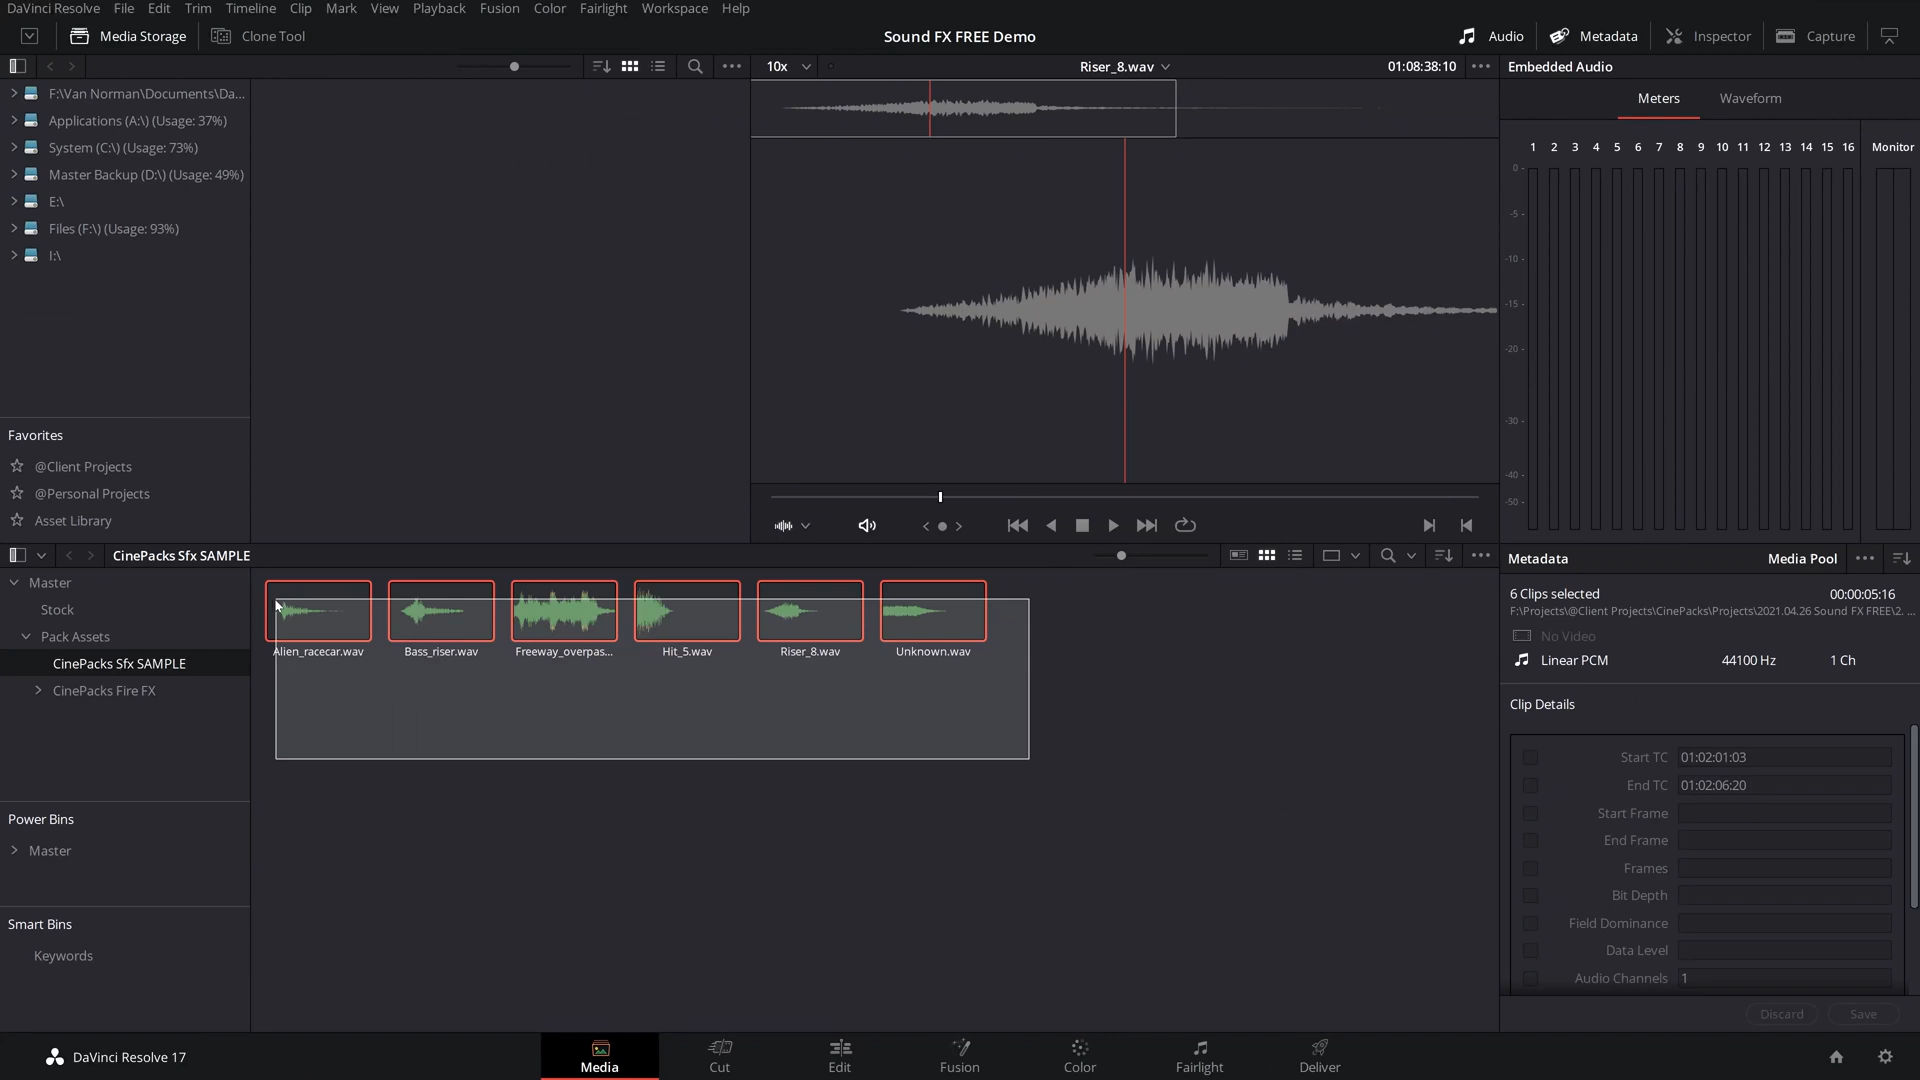 DaVinci Resolve File Edit Trim Timeline Clip Mark View Playback Fusion Color Fairlight Workspace Help
Media Storage Clone Tool Sound FX FREE Demo Audio Metadata Inspector Capture
10x Riser_8.wav 01:08:38:10 Embedded Audio
F:\Van Norman\Documents\Da...
Applications (A:\) (Usage: 37%)
System (C:\) (Usage: 73%)
Master Backup (D:\) (Usage: 49%)
E:\
Files (F:\) (Usage: 93%)
I:\
Meters Waveform
1 2 3 4 5 6 7 8 9 10 11 12 13 14 15 16 Monitor
0 -
-5 -
-10 -
-15 -
-20 -
-30 -
-40 -
-50 -
Favorites
@Client Projects
@Personal Projects
Asset Library
CinePacks Sfx SAMPLE
Master
Stock
Pack Assets
CinePacks Sfx SAMPLE
CinePacks Fire FX
Alien_racecar.wav Bass_riser.wav Freeway_overpas... Hit_5.wav Riser_8.wav Unknown.wav
Power Bins
Master
Smart Bins
Keywords
Metadata Media Pool
6 Clips selected 00:00:05:16
F:\Projects\@Client Projects\CinePacks\Projects\2021.04.26 Sound FX FREE\2. ...
No Video
Linear PCM 44100 Hz 1 Ch
Clip Details
Start TC 01:02:01:03
End TC 01:02:06:20
Start Frame
End Frame
Frames
Bit Depth
Field Dominance
Data Level
Audio Channels 1
Discard Save
DaVinci Resolve 17 Media Cut Edit Fusion Color Fairlight Deliver